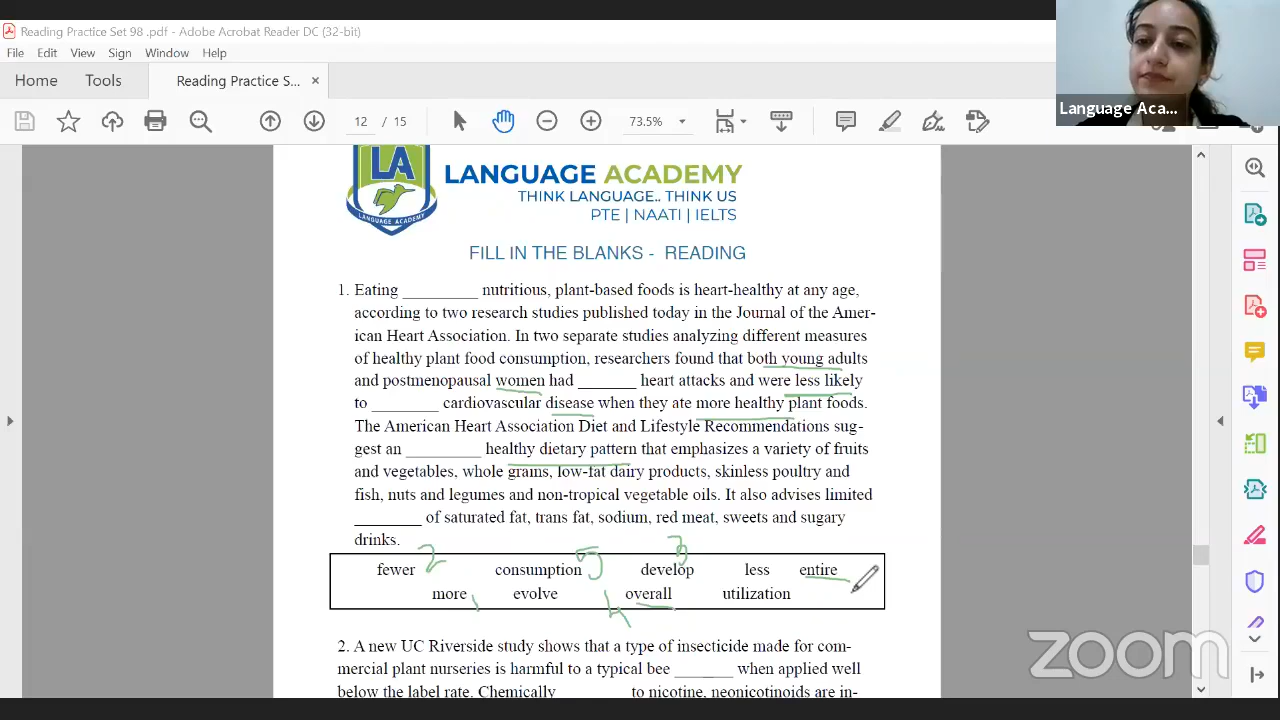 Reading Practice Set 98 .pdf - Adobe Acrobat Reader DC (32-bit)
File Edit View Sign Window Help
Home Tools Reading Practice S... ×
12 / 15 73.5%
Language Aca...
LA
LANGUAGE ACADEMY
LANGUAGE ACADEMY
THINK LANGUAGE.. THINK US
PTE | NAATI | IELTS
FILL IN THE BLANKS - READING
1. Eating _________ nutritious, plant-based foods is heart-healthy at any age,
according to two research studies published today in the Journal of the Amer-
ican Heart Association. In two separate studies analyzing different measures
of healthy plant food consumption, researchers found that both young adults
and postmenopausal women had _______ heart attacks and were less likely
to ________ cardiovascular disease when they ate more healthy plant foods.
The American Heart Association Diet and Lifestyle Recommendations sug-
gest an _________ healthy dietary pattern that emphasizes a variety of fruits
and vegetables, whole grains, low-fat dairy products, skinless poultry and
fish, nuts and legumes and non-tropical vegetable oils. It also advises limited
________ of saturated fat, trans fat, sodium, red meat, sweets and sugary
drinks.
fewer 2 consumption 5 develop 3 less entire
more 1 evolve 4 overall utilization
2. A new UC Riverside study shows that a type of insecticide made for com-
mercial plant nurseries is harmful to a typical bee _______ when applied well
below the label rate. Chemically _________ to nicotine, neonicotinoids are in-
zoom